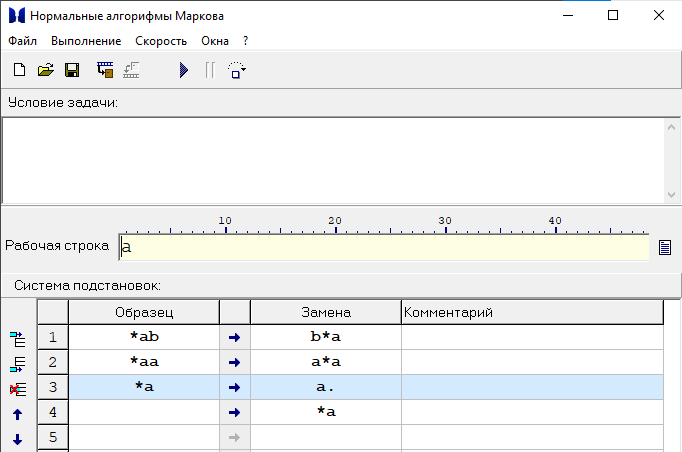 Нормальные алгорифмы Маркова
Файл Выполнение Скорость Окна ?
Условие задачи:
10 20 30 40
Рабочая строка a
Система подстановок:
Образец Замена Комментарий
1 *ab → b*a
2 *aa → a*a
3 *a → a.
4 → *a
5 →